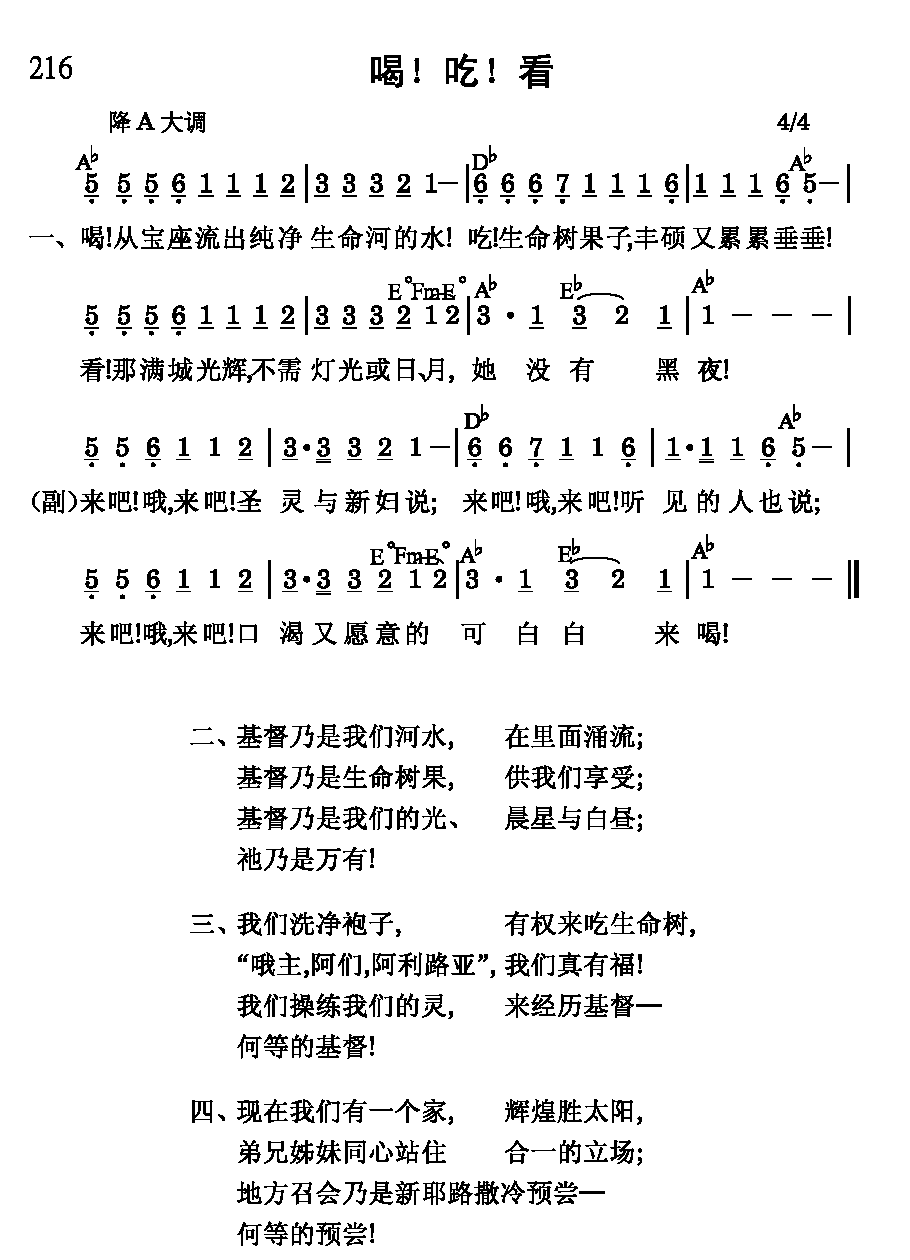 216 喝！吃！看
降A大调 4/4
A♭ D♭ A♭
5 5 5 6 1 1 1 2 | 3 3 3 2 1— | 6 6 6 7 1 1 1 6 | 1 1 1 6 5— |
一、喝!从宝座流出纯净生命河的水! 吃!生命树果子,丰硕又累累垂垂!
E° Fm-E° A♭ E♭ A♭
5 5 5 6 1 1 1 2 | 3 3 3 2 1 2 | 3 · 1 3 2 1 | 1 — — — |
看!那满城光辉,不需灯光或日、月, 她没有黑夜!
D♭ A♭
5 5 6 1 1 2 | 3·3 3 2 1— | 6 6 7 1 1 6 | 1·1 1 6 5— |
(副)来吧!哦,来吧!圣灵与新妇说; 来吧!哦,来吧!听见的人也说;
E° Fm-E° A♭ E♭ A♭
5 5 6 1 1 2 | 3·3 3 2 1 2 | 3 · 1 3 2 1 | 1 — — — ‖
来吧!哦,来吧!口渴又愿意的可白白来喝!
二、基督乃是我们河水, 在里面涌流;
基督乃是生命树果, 供我们享受;
基督乃是我们的光、 晨星与白昼;
祂乃是万有!
三、我们洗净袍子, 有权来吃生命树,
“哦主,阿们,阿利路亚”, 我们真有福!
我们操练我们的灵, 来经历基督—
何等的基督!
四、现在我们有一个家, 辉煌胜太阳,
弟兄姊妹同心站住 合一的立场;
地方召会乃是新耶路撒冷预尝—
何等的预尝!